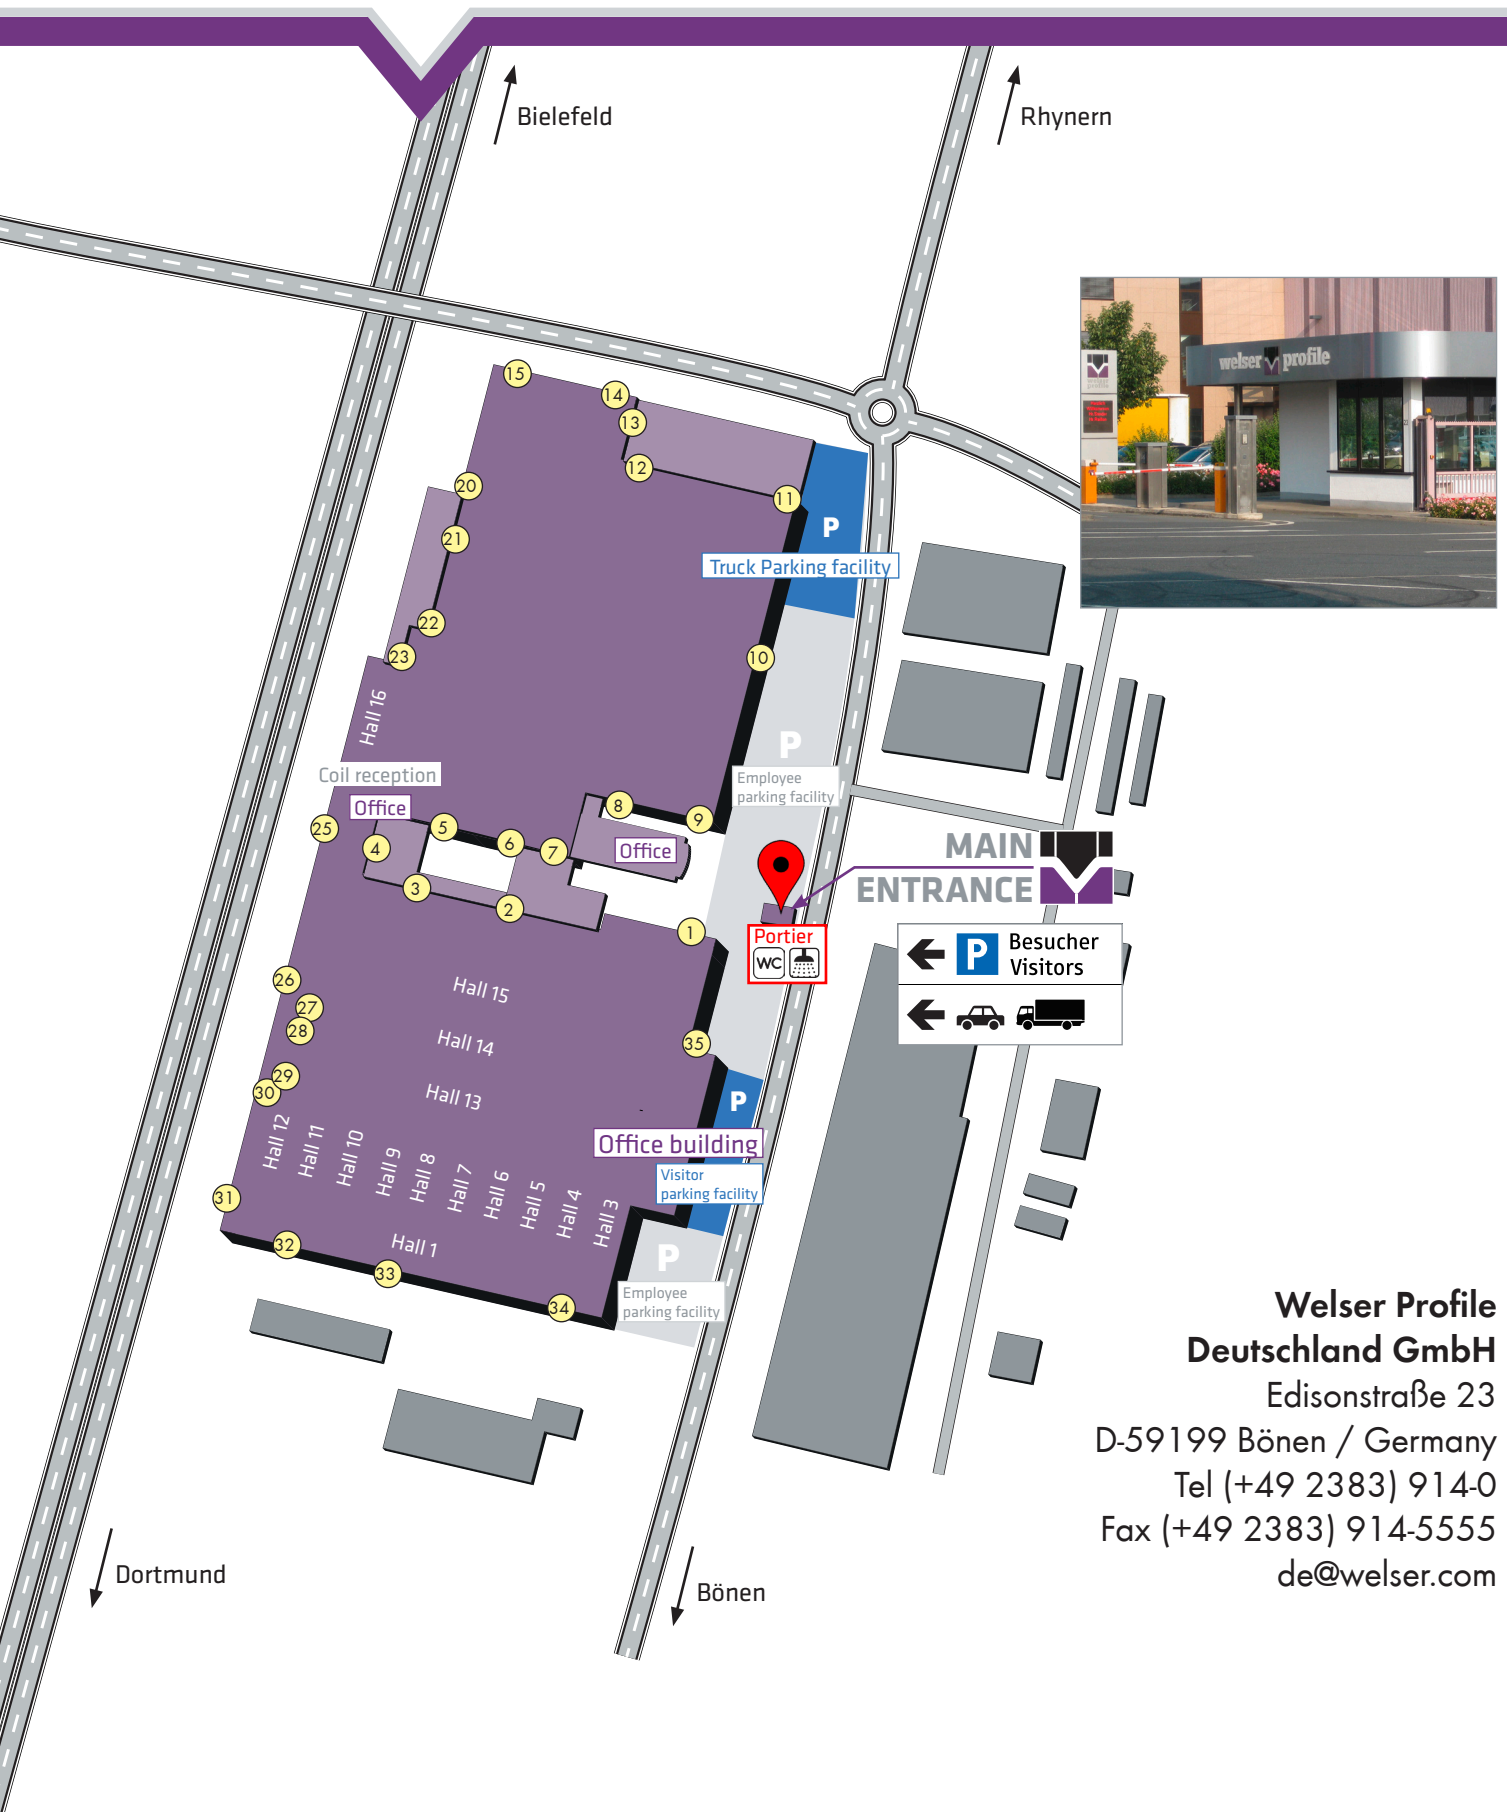 Bielefeld
Rhynern
welser profile
15
14
13
12
11
20
21
22
23
P
Truck Parking facility
10
Hall 16
P
Employee
parking facility
Coil reception
Office
25
5
4
6
7
8
9
Office
3
2
1
MAIN
ENTRANCE
Portier
WC
P
Besucher
Visitors
26
27
28
29
30
Hall 15
Hall 14
Hall 13
35
P
Office building
Visitor
parking facility
Hall 12
Hall 11
Hall 10
Hall 9
Hall 8
Hall 7
Hall 6
Hall 5
Hall 4
Hall 3
31
32
Hall 1
33
34
P
Employee
parking facility
Welser Profile
Deutschland GmbH
Edisonstraße 23
D-59199 Bönen / Germany
Tel (+49 2383) 914-0
Fax (+49 2383) 914-5555
de@welser.com
Dortmund
Bönen